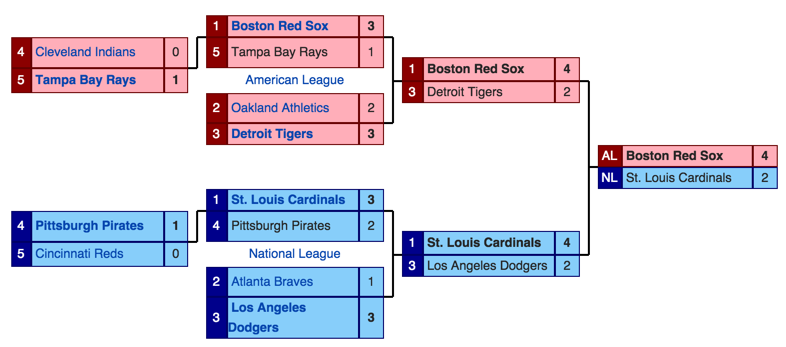 1 Boston Red Sox 3
4 Cleveland Indians 0
5 Tampa Bay Rays 1
5 Tampa Bay Rays 1
American League
1 Boston Red Sox 4
3 Detroit Tigers 2
2 Oakland Athletics 2
3 Detroit Tigers 3
AL Boston Red Sox 4
NL St. Louis Cardinals 2
1 St. Louis Cardinals 3
4 Pittsburgh Pirates 1
4 Pittsburgh Pirates 2
5 Cincinnati Reds 0
National League
1 St. Louis Cardinals 4
3 Los Angeles Dodgers 2
2 Atlanta Braves 1
3 Los Angeles
Dodgers 3